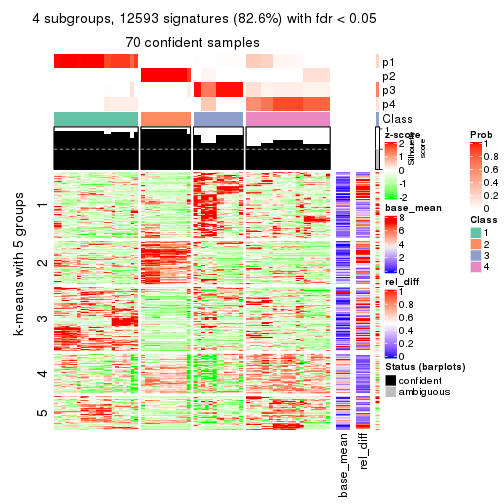 4 subgroups, 12593 signatures (82.6%) with fdr < 0.05
70 confident samples
p1
p2
p3
p4
Class
1
Silhouette score
k-means with 5 groups
1
2
3
4
5
base_mean
rel_diff
z-score
2
1
0
-1
-2
base_mean
8
6
4
2
0
rel_diff
1
0.8
0.6
0.4
0.2
0
Status (barplots)
confident
ambiguous
Prob
1
0.8
0.6
0.4
0.2
0
Class
1
2
3
4